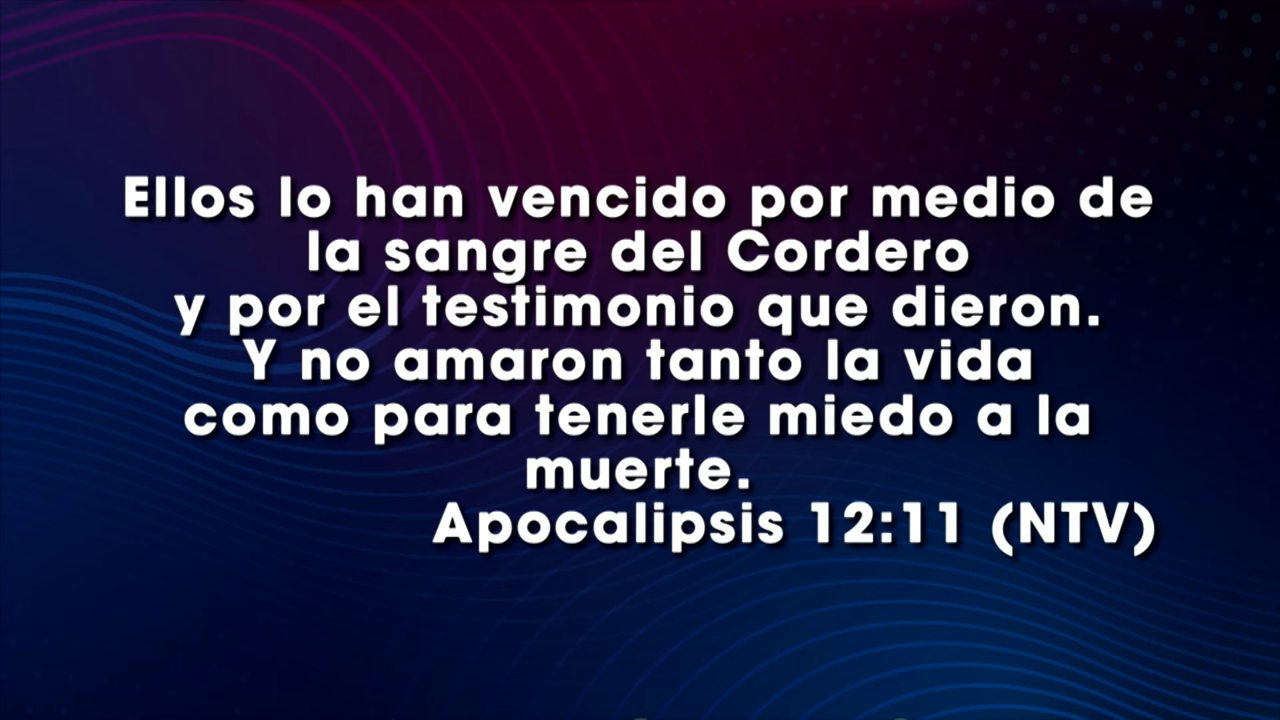 Ellos lo han vencido por medio de
la sangre del Cordero
y por el testimonio que dieron.
Y no amaron tanto la vida
como para tenerle miedo a la
muerte.
Apocalipsis 12:11 (NTV)